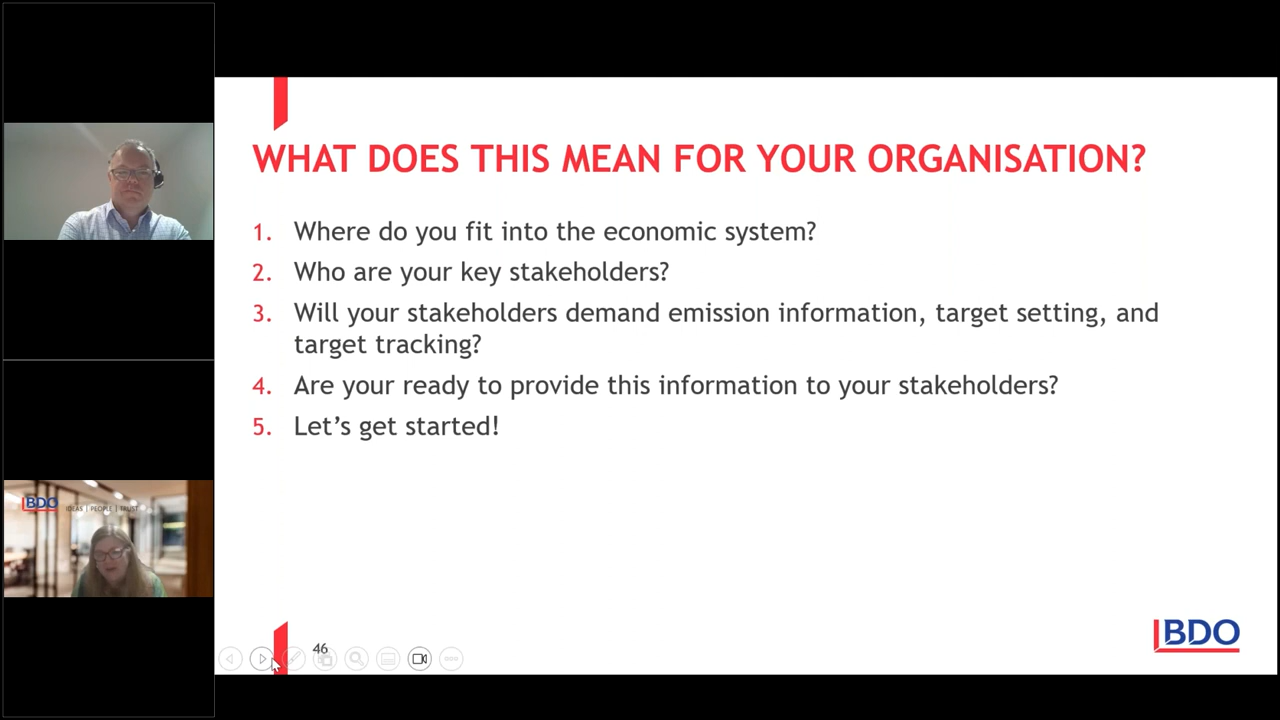 WHAT DOES THIS MEAN FOR YOUR ORGANISATION?
1. Where do you fit into the economic system?
2. Who are your key stakeholders?
3. Will your stakeholders demand emission information, target setting, and
target tracking?
4. Are your ready to provide this information to your stakeholders?
5. Let's get started!
BDO
IDEAS | PEOPLE | TRUST
46
BDO